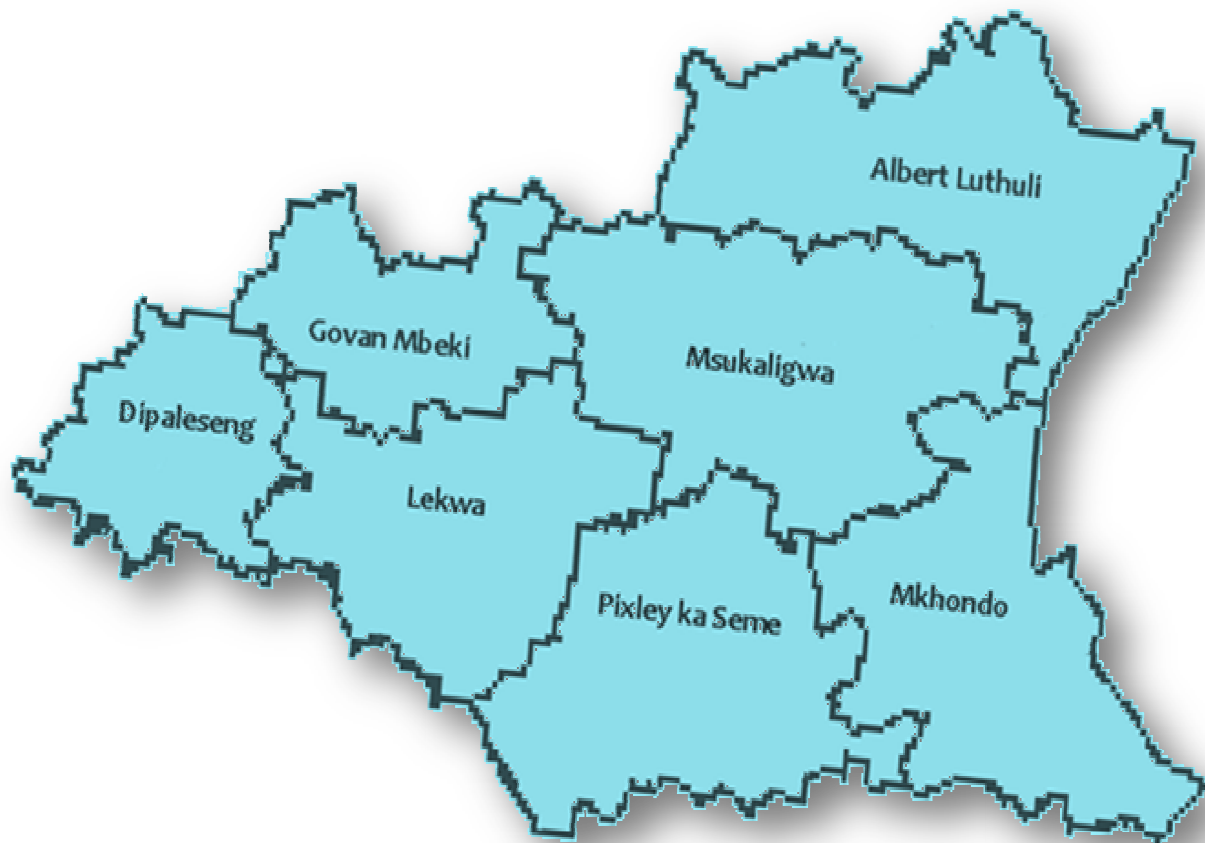 Albert Luthuli
Govan Mbeki
Msukaligwa
Dipaleseng
Lekwa
Pixley ka Seme
Mkhondo